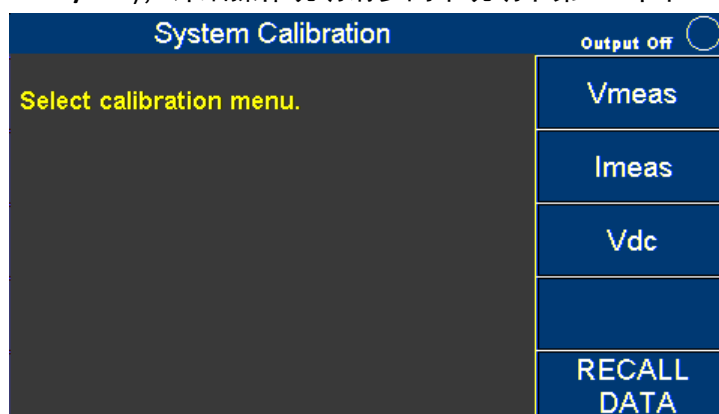 System Calibration
Output Off
Select calibration menu.
Vmeas
Imeas
Vdc
RECALL
DATA